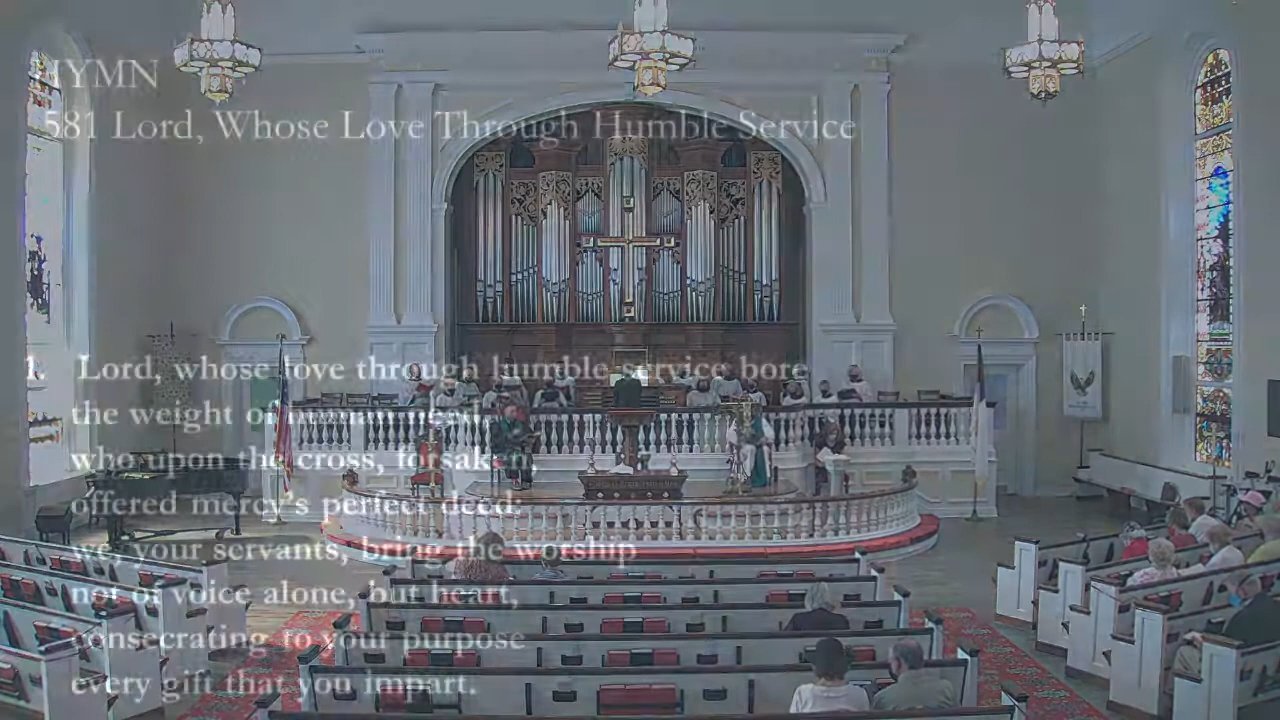 HYMN
581 Lord, Whose Love Through Humble Service
1. Lord, whose love through humble service bore
the weight of human need,
who upon the cross, forsaken,
offered mercy's perfect deed:
we, your servants, bring the worship
not of voice alone, but heart,
consecrating to your purpose
every gift that you impart.